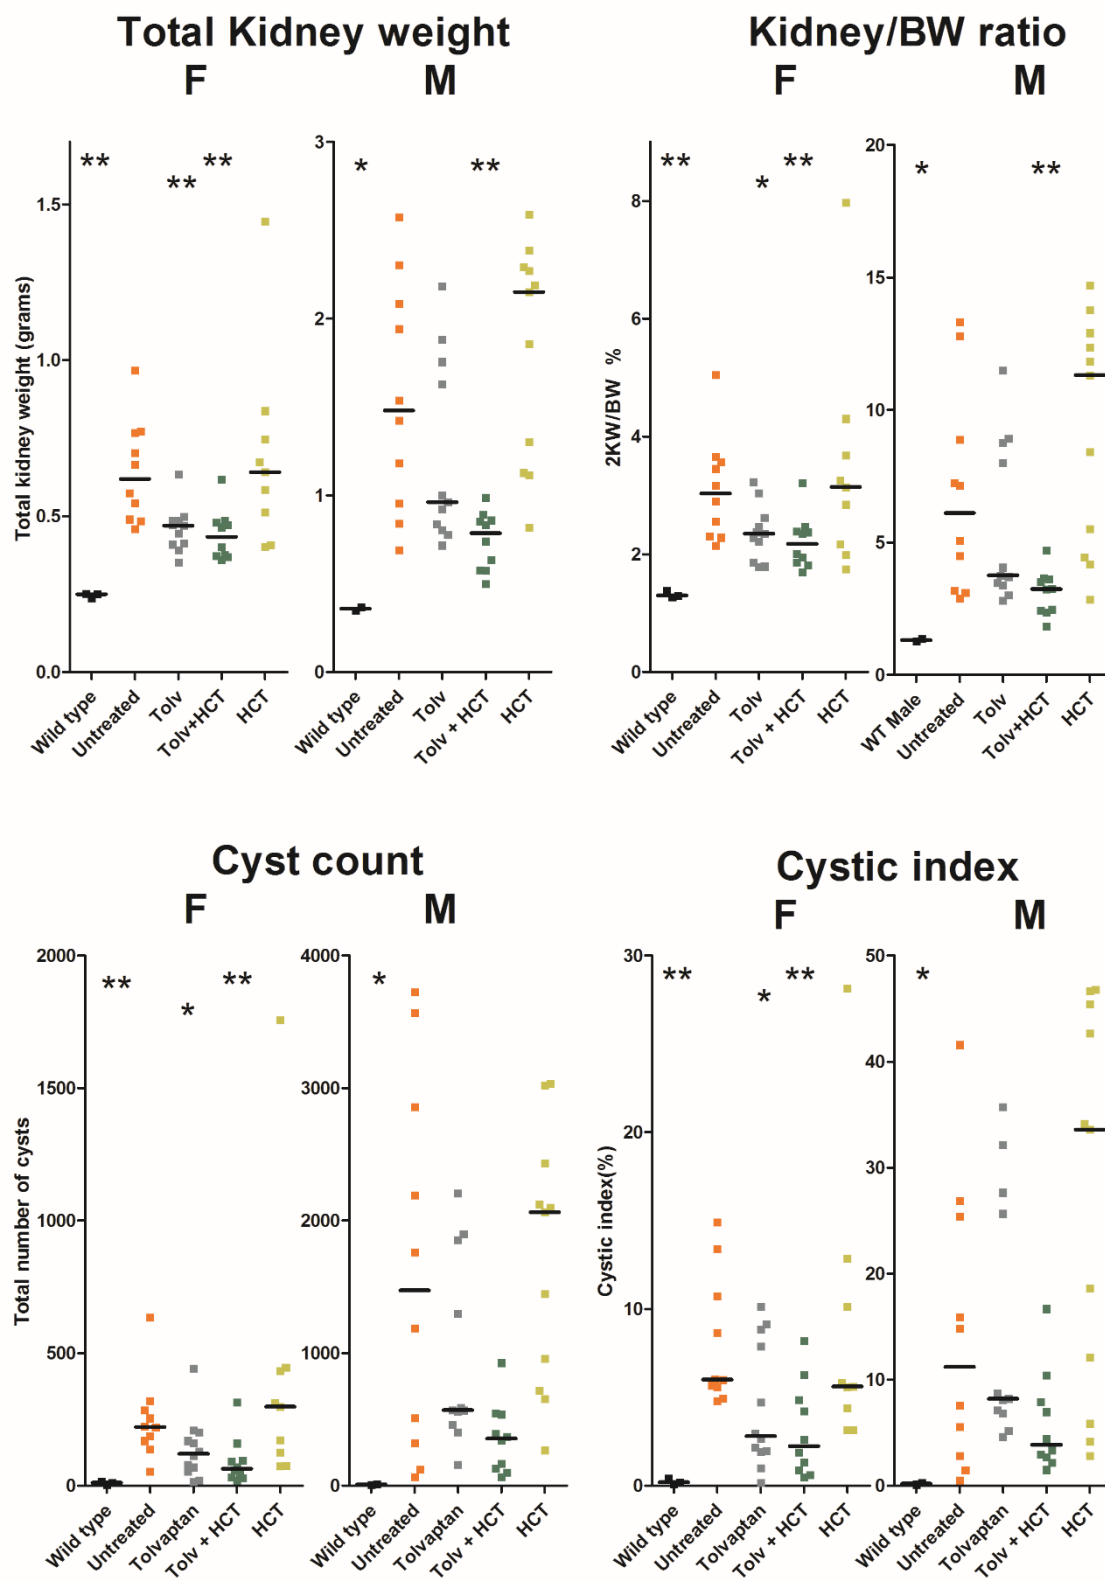 Total Kidney weight
F M
Kidney/BW ratio
F M
Total kidney weight (grams)
1.5
1.0
0.5
0.0
** ** **
Wild type
Untreated
Tolv
Tolv+HCT
HCT
3
2
1
0
* **
Wild type
Untreated
Tolv
Tolv + HCT
HCT
2KW/BW %
8
6
4
2
0
** * **
Wild type
Untreated
Tolv
Tolv + HCT
HCT
20
15
10
5
0
* **
WT Male
Untreated
Tolv
Tolv+HCT
HCT
Cyst count
F M
Cystic index
F M
Total number of cysts
2000
1500
1000
500
0
** * **
Wild type
Untreated
Tolvaptan
Tolv + HCT
HCT
4000
3000
2000
1000
0
*
Wild type
Untreated
Tolvaptan
Tolv + HCT
HCT
Cystic index(%)
30
20
10
0
** * **
Wild type
Untreated
Tolvaptan
Tolv + HCT
HCT
50
40
30
20
10
0
*
Wild type
Untreated
Tolvaptan
Tolv + HCT
HCT